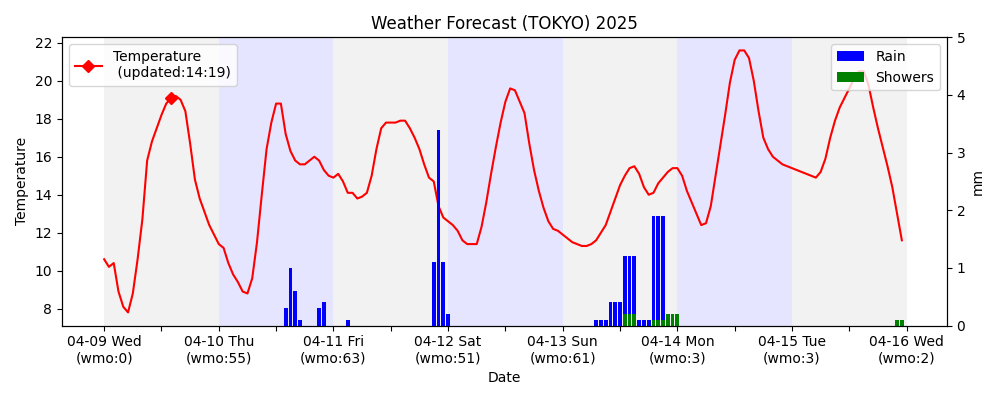 Weather Forecast (TOKYO) 2025
Temperature
(updated:14:19)
Rain
Showers
22
20
18
16
14
12
10
8
Temperature
5
4
3
2
1
0
mm
04-09 Wed
(wmo:0)
04-10 Thu
(wmo:55)
04-11 Fri
(wmo:63)
04-12 Sat
(wmo:51)
04-13 Sun
(wmo:61)
04-14 Mon
(wmo:3)
04-15 Tue
(wmo:3)
04-16 Wed
(wmo:2)
Date